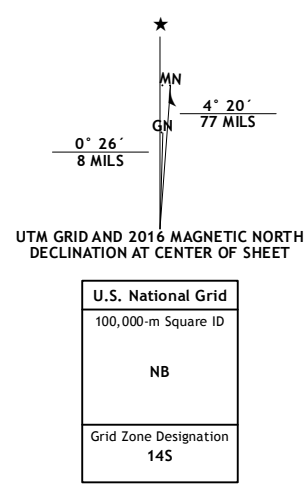 ★
MN
GN
4° 20´
77 MILS
0° 26´
8 MILS
UTM GRID AND 2016 MAGNETIC NORTH
DECLINATION AT CENTER OF SHEET
U.S. National Grid
100,000-m Square ID
NB
Grid Zone Designation
14S